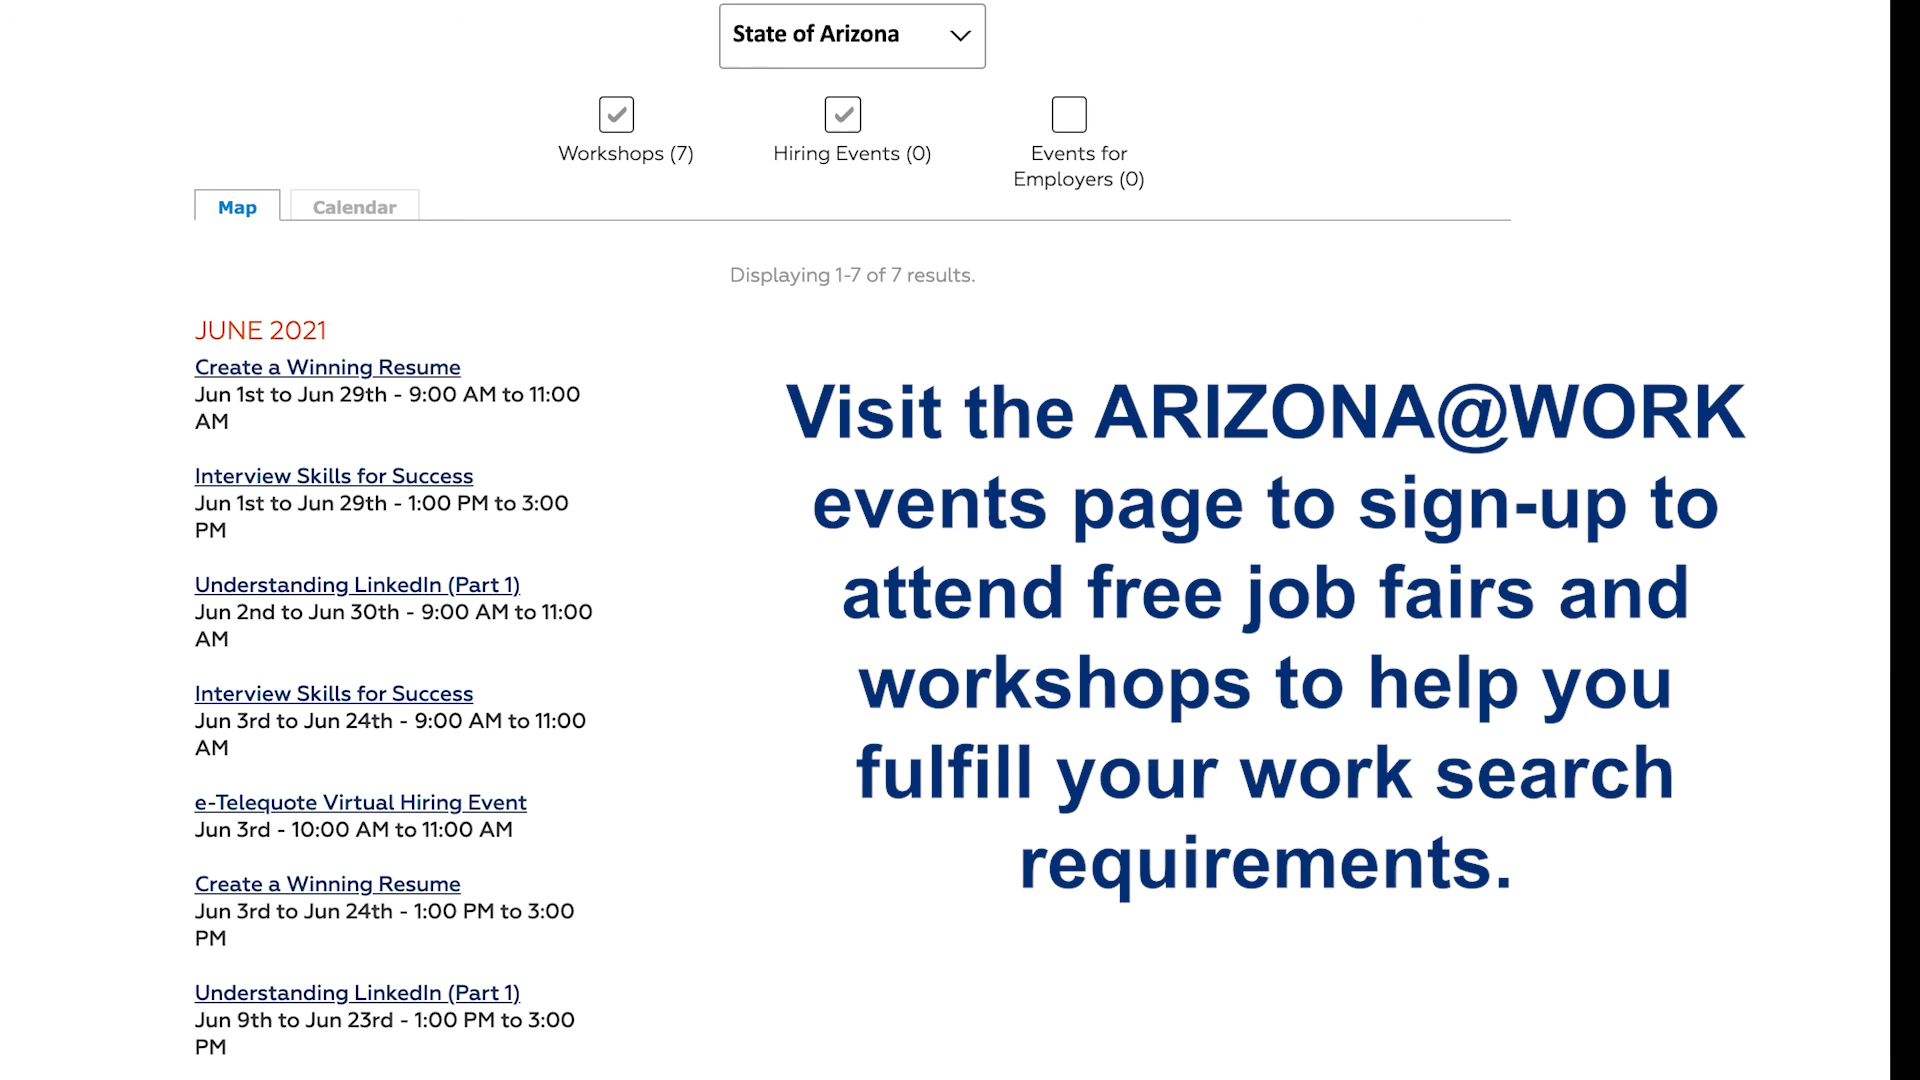 State of Arizona
Workshops (7)
Hiring Events (0)
Events for
Employers (0)
Map
Calendar
Displaying 1-7 of 7 results.
JUNE 2021
Create a Winning Resume
Jun 1st to Jun 29th - 9:00 AM to 11:00
AM
Interview Skills for Success
Jun 1st to Jun 29th - 1:00 PM to 3:00
PM
Understanding LinkedIn (Part 1)
Jun 2nd to Jun 30th - 9:00 AM to 11:00
AM
Interview Skills for Success
Jun 3rd to Jun 24th - 9:00 AM to 11:00
AM
e-Telequote Virtual Hiring Event
Jun 3rd - 10:00 AM to 11:00 AM
Create a Winning Resume
Jun 3rd to Jun 24th - 1:00 PM to 3:00
PM
Understanding LinkedIn (Part 1)
Jun 9th to Jun 23rd - 1:00 PM to 3:00
PM
Visit the ARIZONA@WORK
events page to sign-up to
attend free job fairs and
workshops to help you
fulfill your work search
requirements.